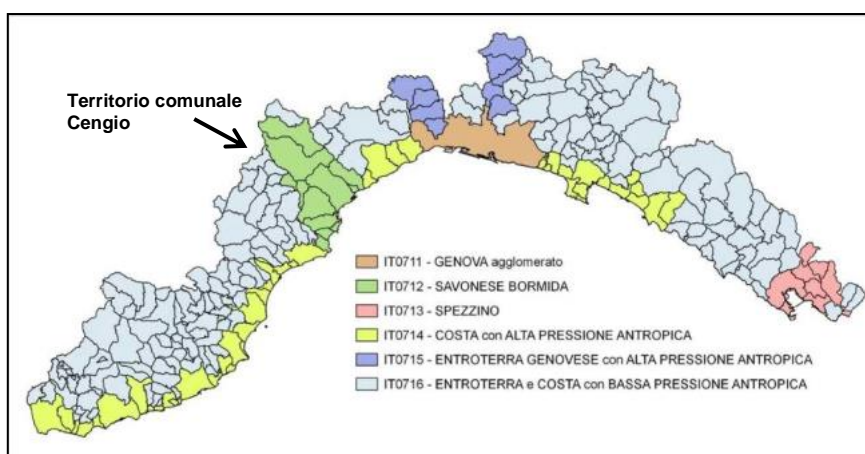 Territorio comunale
Cengio
IT0711 - GENOVA agglomerato
IT0712 - SAVONESE BORMIDA
IT0713 - SPEZZINO
IT0714 - COSTA con ALTA PRESSIONE ANTROPICA
IT0715 - ENTROTERRA GENOVESE con ALTA PRESSIONE ANTROPICA
IT0716 - ENTROTERRA e COSTA con BASSA PRESSIONE ANTROPICA